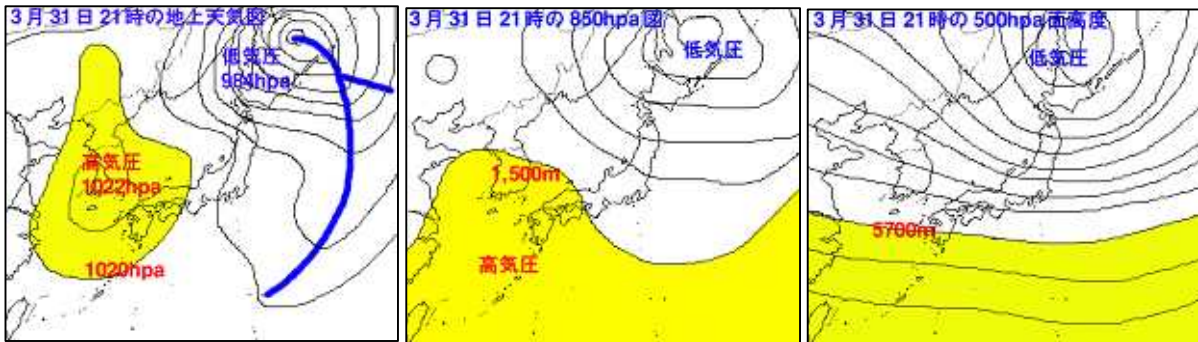 3月31日21時の地上天気図
低気圧
984hpa
高気圧
1022hpa
1020hpa
3月31日21時の850hpa図
低気圧
1,500m
高気圧
3月31日21時の500hpa面高度
低気圧
5700m